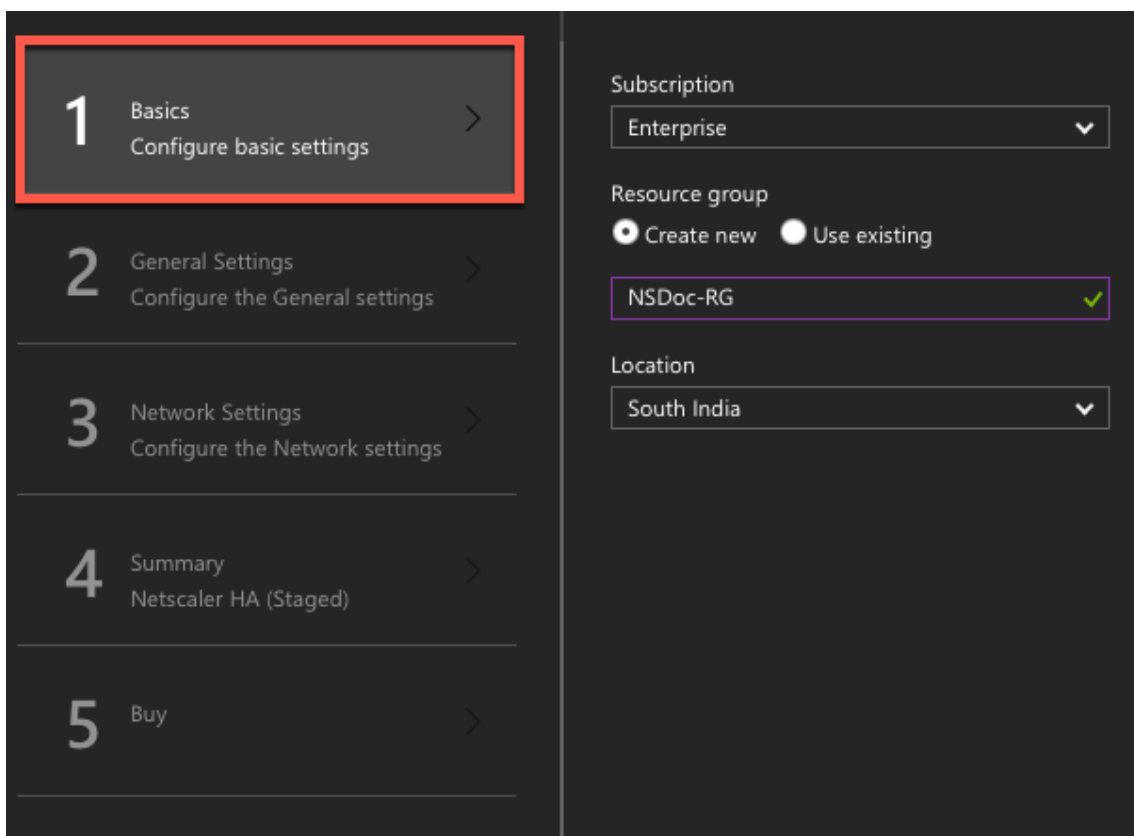 1
Basics
Configure basic settings
2
General Settings
Configure the General settings
3
Network Settings
Configure the Network settings
4
Summary
Netscaler HA (Staged)
5
Buy
Subscription
Enterprise
Resource group
Create new Use existing
NSDoc-RG
Location
South India